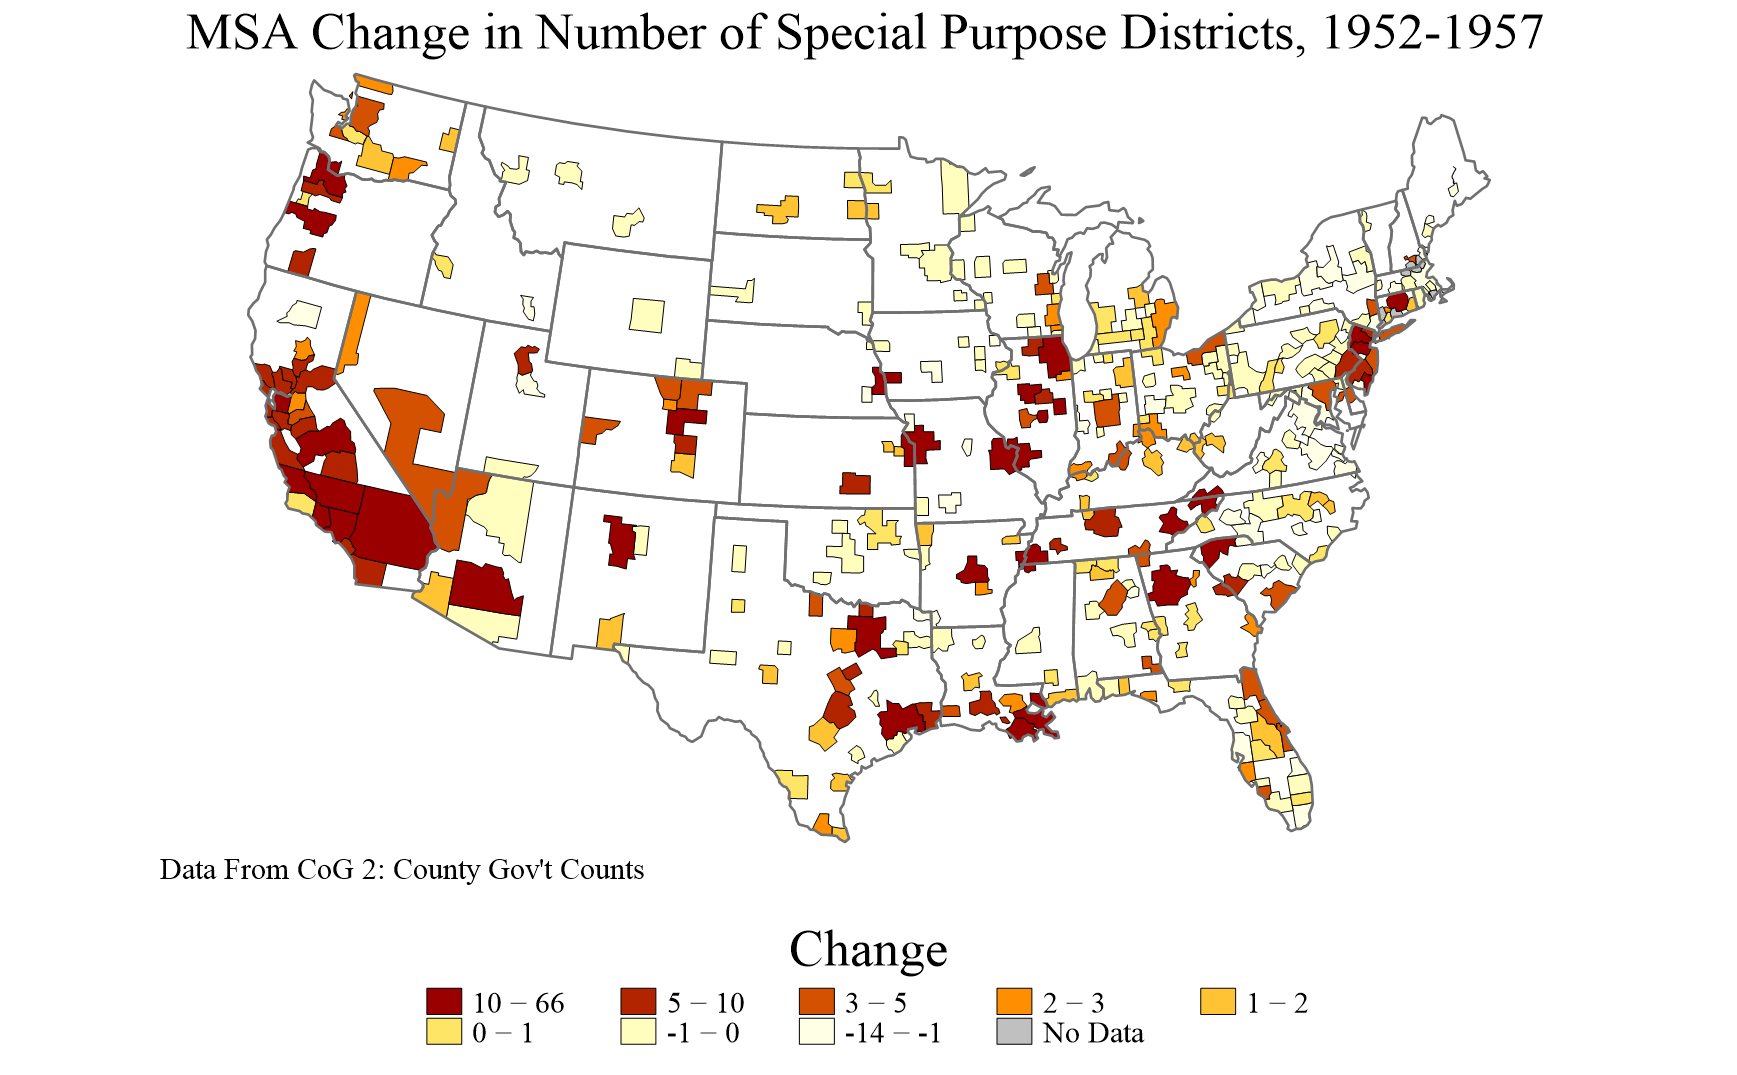 MSA Change in Number of Special Purpose Districts, 1952-1957
Data From CoG 2: County Gov't Counts
Change
10 − 66 5 − 10 3 − 5 2 − 3 1 − 2
0 − 1 -1 − 0 -14 − -1 No Data